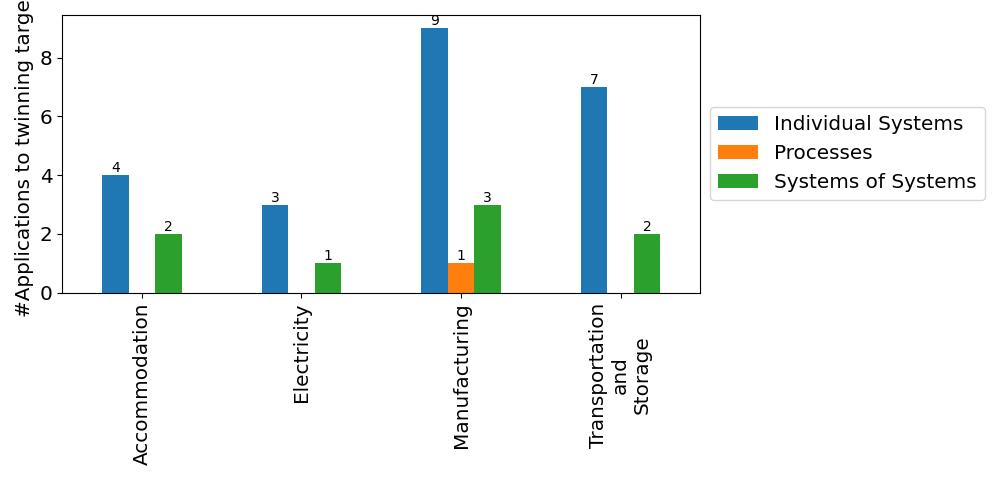 #Applications to twinning targe
8
6
4
2
0
4
2
3
1
9
1
3
7
2
Accommodation
Electricity
Manufacturing
Transportation
and
Storage
Individual Systems
Processes
Systems of Systems